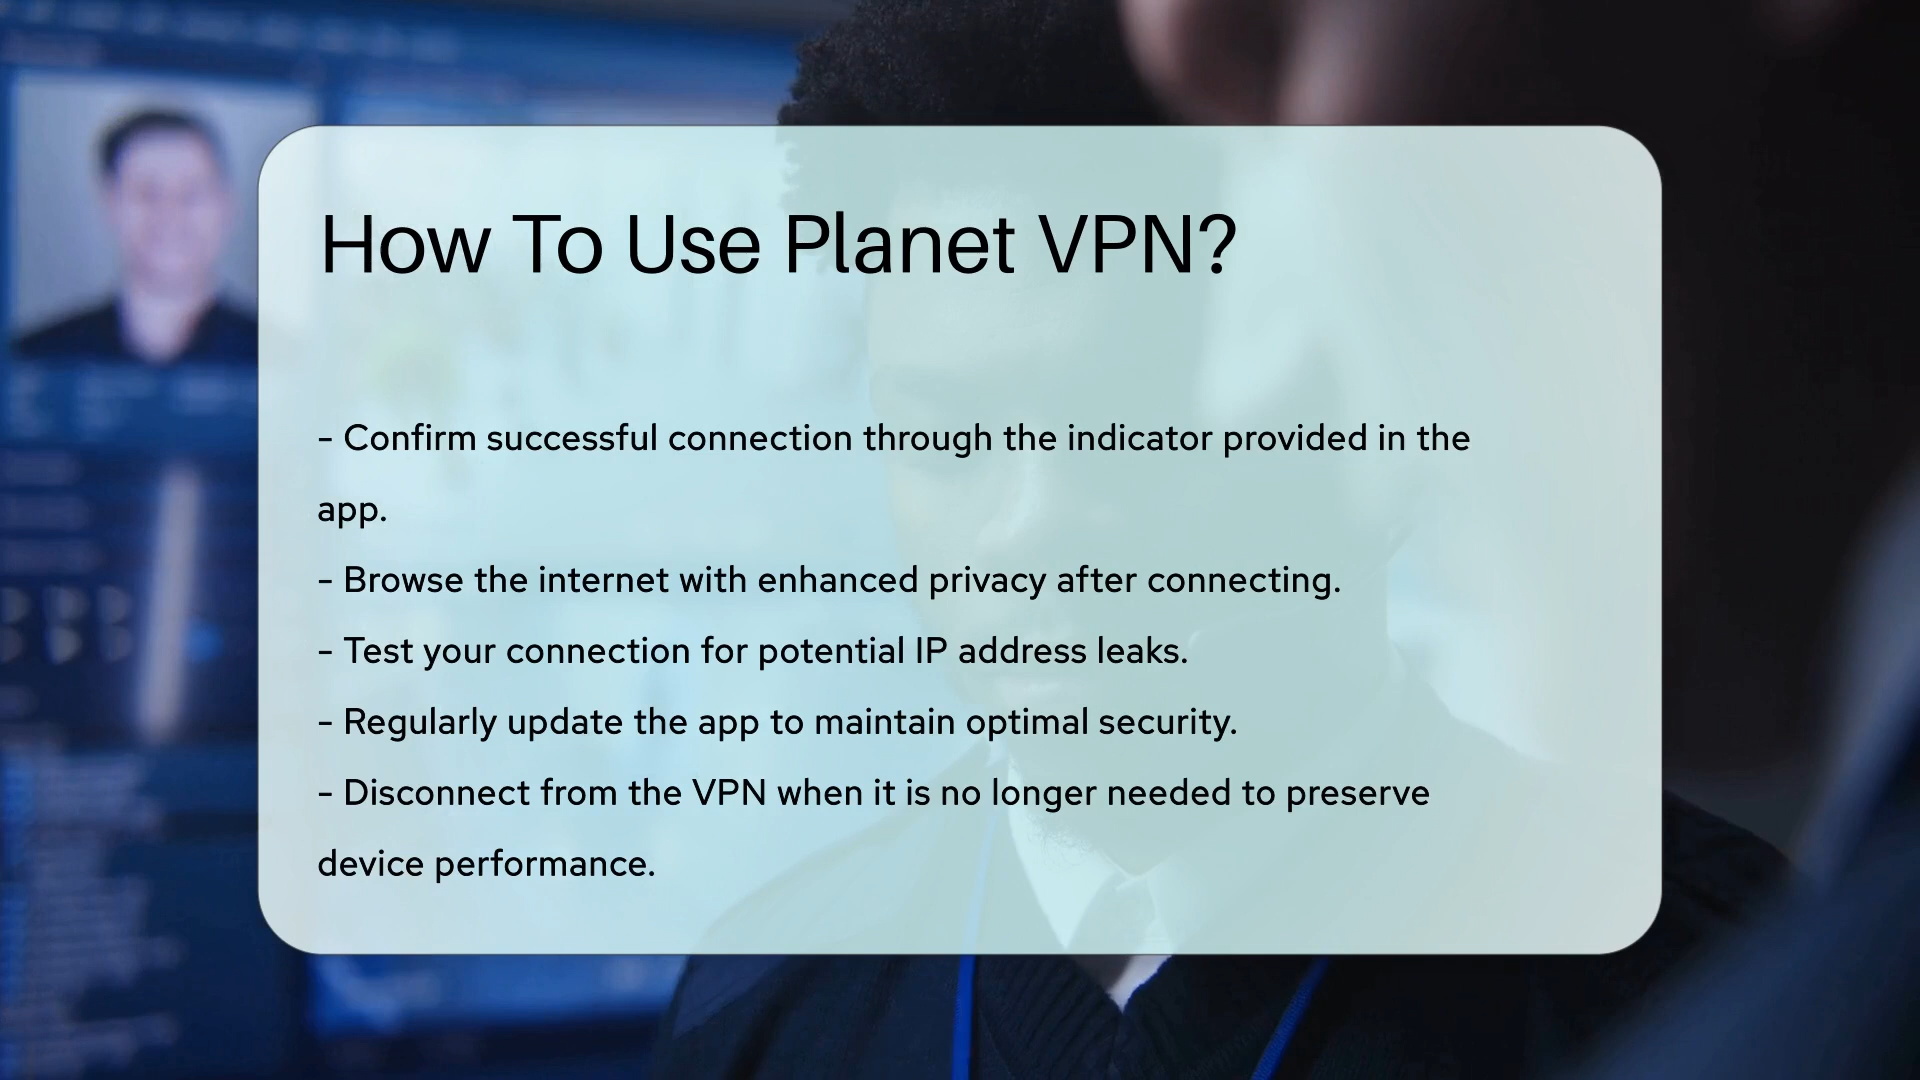 How To Use Planet VPN?
- Confirm successful connection through the indicator provided in the
app.
- Browse the internet with enhanced privacy after connecting.
- Test your connection for potential IP address leaks.
- Regularly update the app to maintain optimal security.
- Disconnect from the VPN when it is no longer needed to preserve
device performance.